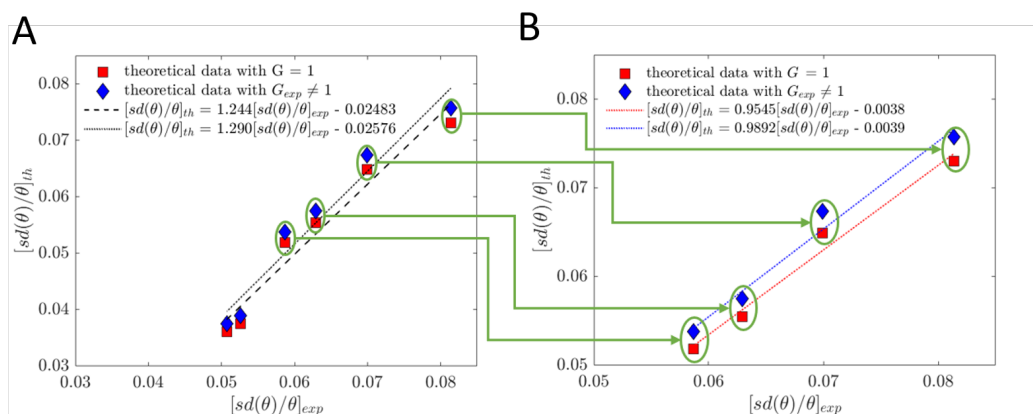 A
theoretical data with G = 1
theoretical data with G_exp ≠ 1
[sd(θ)/θ]_th = 1.244[sd(θ)/θ]_exp - 0.02483
[sd(θ)/θ]_th = 1.290[sd(θ)/θ]_exp - 0.02576
0.08
0.07
0.06
0.05
0.04
0.03
[sd(θ)/θ]_th
0.03 0.04 0.05 0.06 0.07 0.08
[sd(θ)/θ]_exp
B
theoretical data with G = 1
theoretical data with G_exp ≠ 1
[sd(θ)/θ]_th = 0.9545[sd(θ)/θ]_exp - 0.0038
[sd(θ)/θ]_th = 0.9892[sd(θ)/θ]_exp - 0.0039
0.08
0.07
0.06
0.05
[sd(θ)/θ]_th
0.05 0.06 0.07 0.08
[sd(θ)/θ]_exp